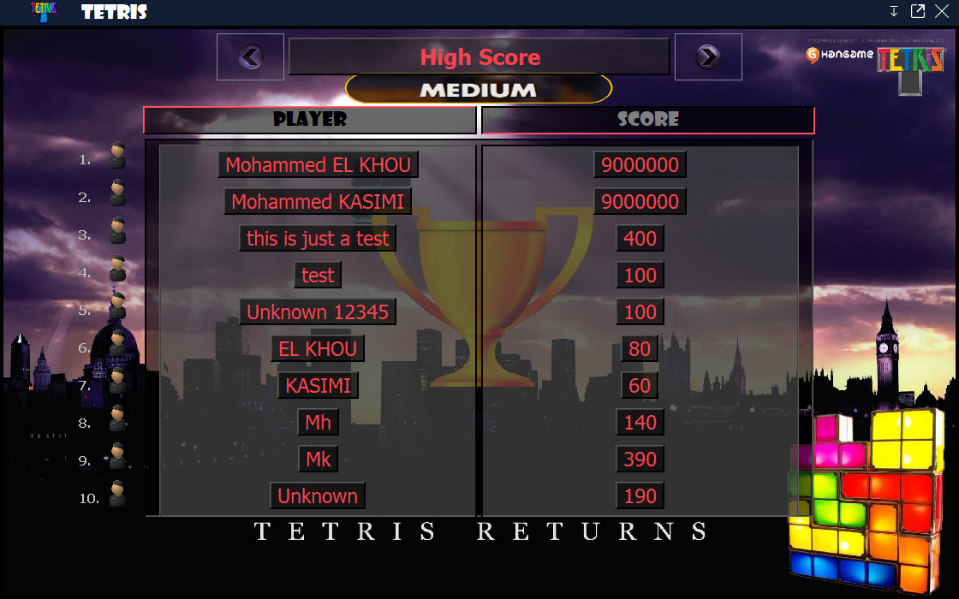 TETRIS
TETRIS
High Score
HANGAME
TETRIS
MEDIUM
PLAYER SCORE
1. Mohammed EL KHOU 9000000
2. Mohammed KASIMI 9000000
3. this is just a test 400
4. test 100
5. Unknown 12345 100
6. EL KHOU 80
7. KASIMI 60
8. Mh 140
9. Mk 390
10. Unknown 190
TETRIS RETURNS